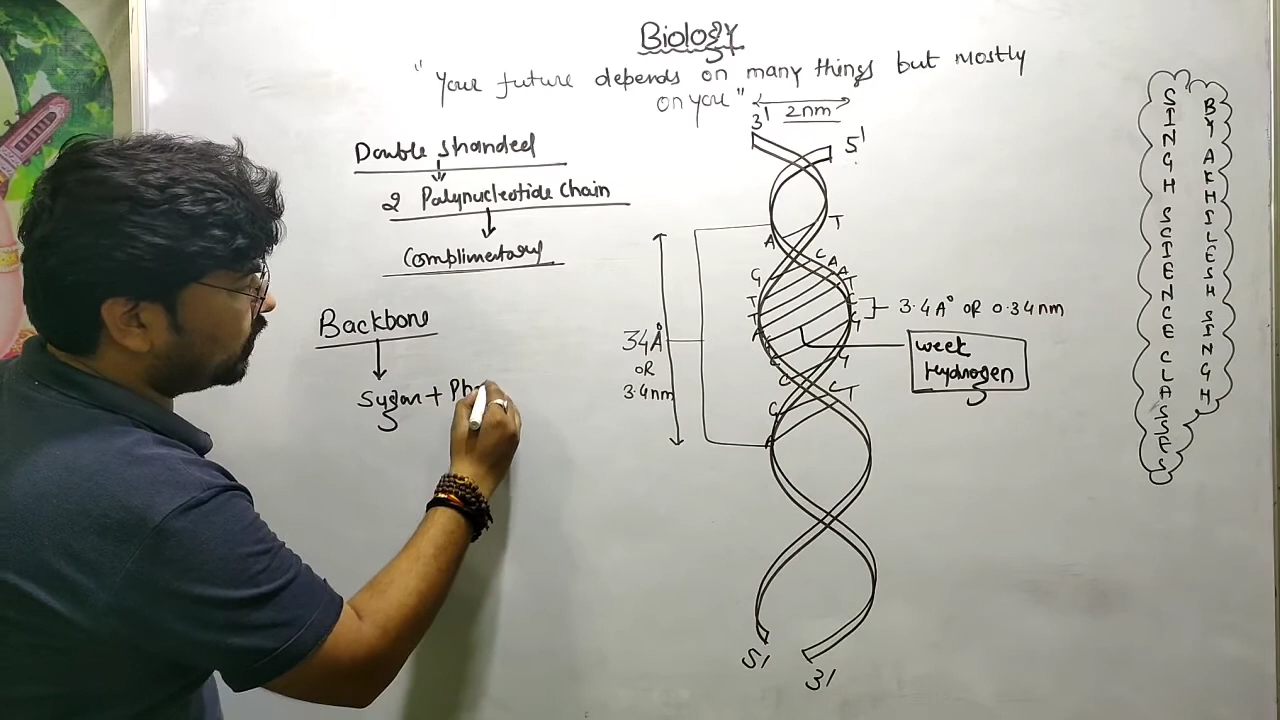 Biology
"Your future depends on many things but mostly
on you"
2nm
3' 5'
Double stranded
2 Polynucleotide chain
Complimentary
Backbone
Sugar + Pho
34Å
OR
3.4nm
T
A
C
A
A
G
T
T
C
T
3.4A° OR 0.34nm
week
Hydrogen
C
G
T
5' 3'
BY AKHILESH SINGH
SINGH SCIENCE CLASSES